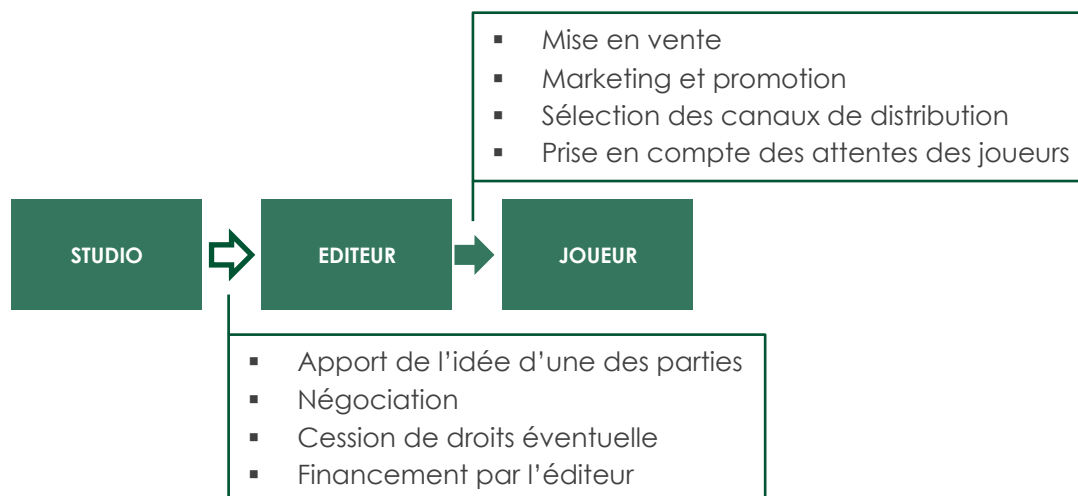 ▪ Mise en vente
▪ Marketing et promotion
▪ Sélection des canaux de distribution
▪ Prise en compte des attentes des joueurs
STUDIO
EDITEUR
JOUEUR
▪ Apport de l’idée d’une des parties
▪ Négociation
▪ Cession de droits éventuelle
▪ Financement par l’éditeur